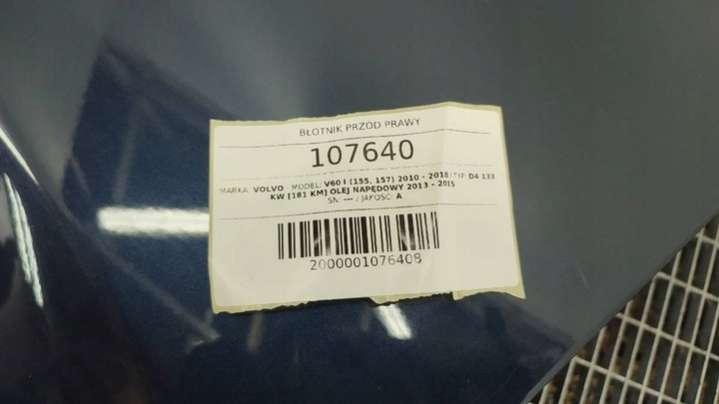 BŁOTNIK PRZÓD PRAWY
107640
MARKA: VOLVO MODEL: V60 I (155, 157) 2010 - 2018 TYP: D4 133
KW [181 KM] OLEJ NAPĘDOWY 2013 - 2015
SN: --- / JAKOŚĆ: A
2000001076408